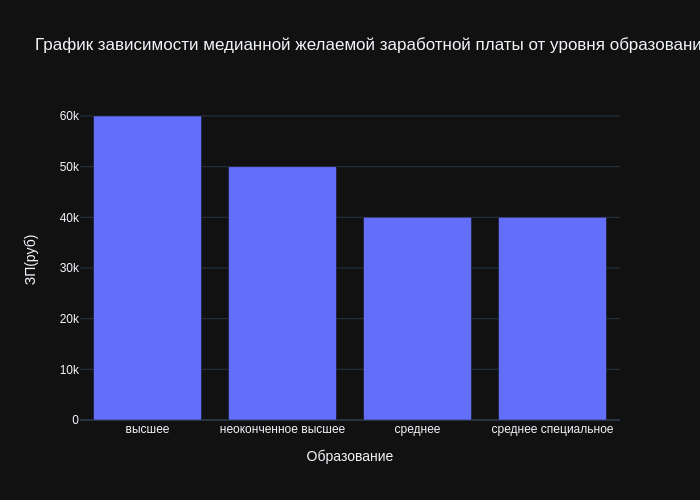 График зависимости медианной желаемой заработной платы от уровня образовани
60k
50k
40k
30k
20k
10k
0
ЗП(руб)
высшее
неоконченное высшее
среднее
среднее специальное
Образование